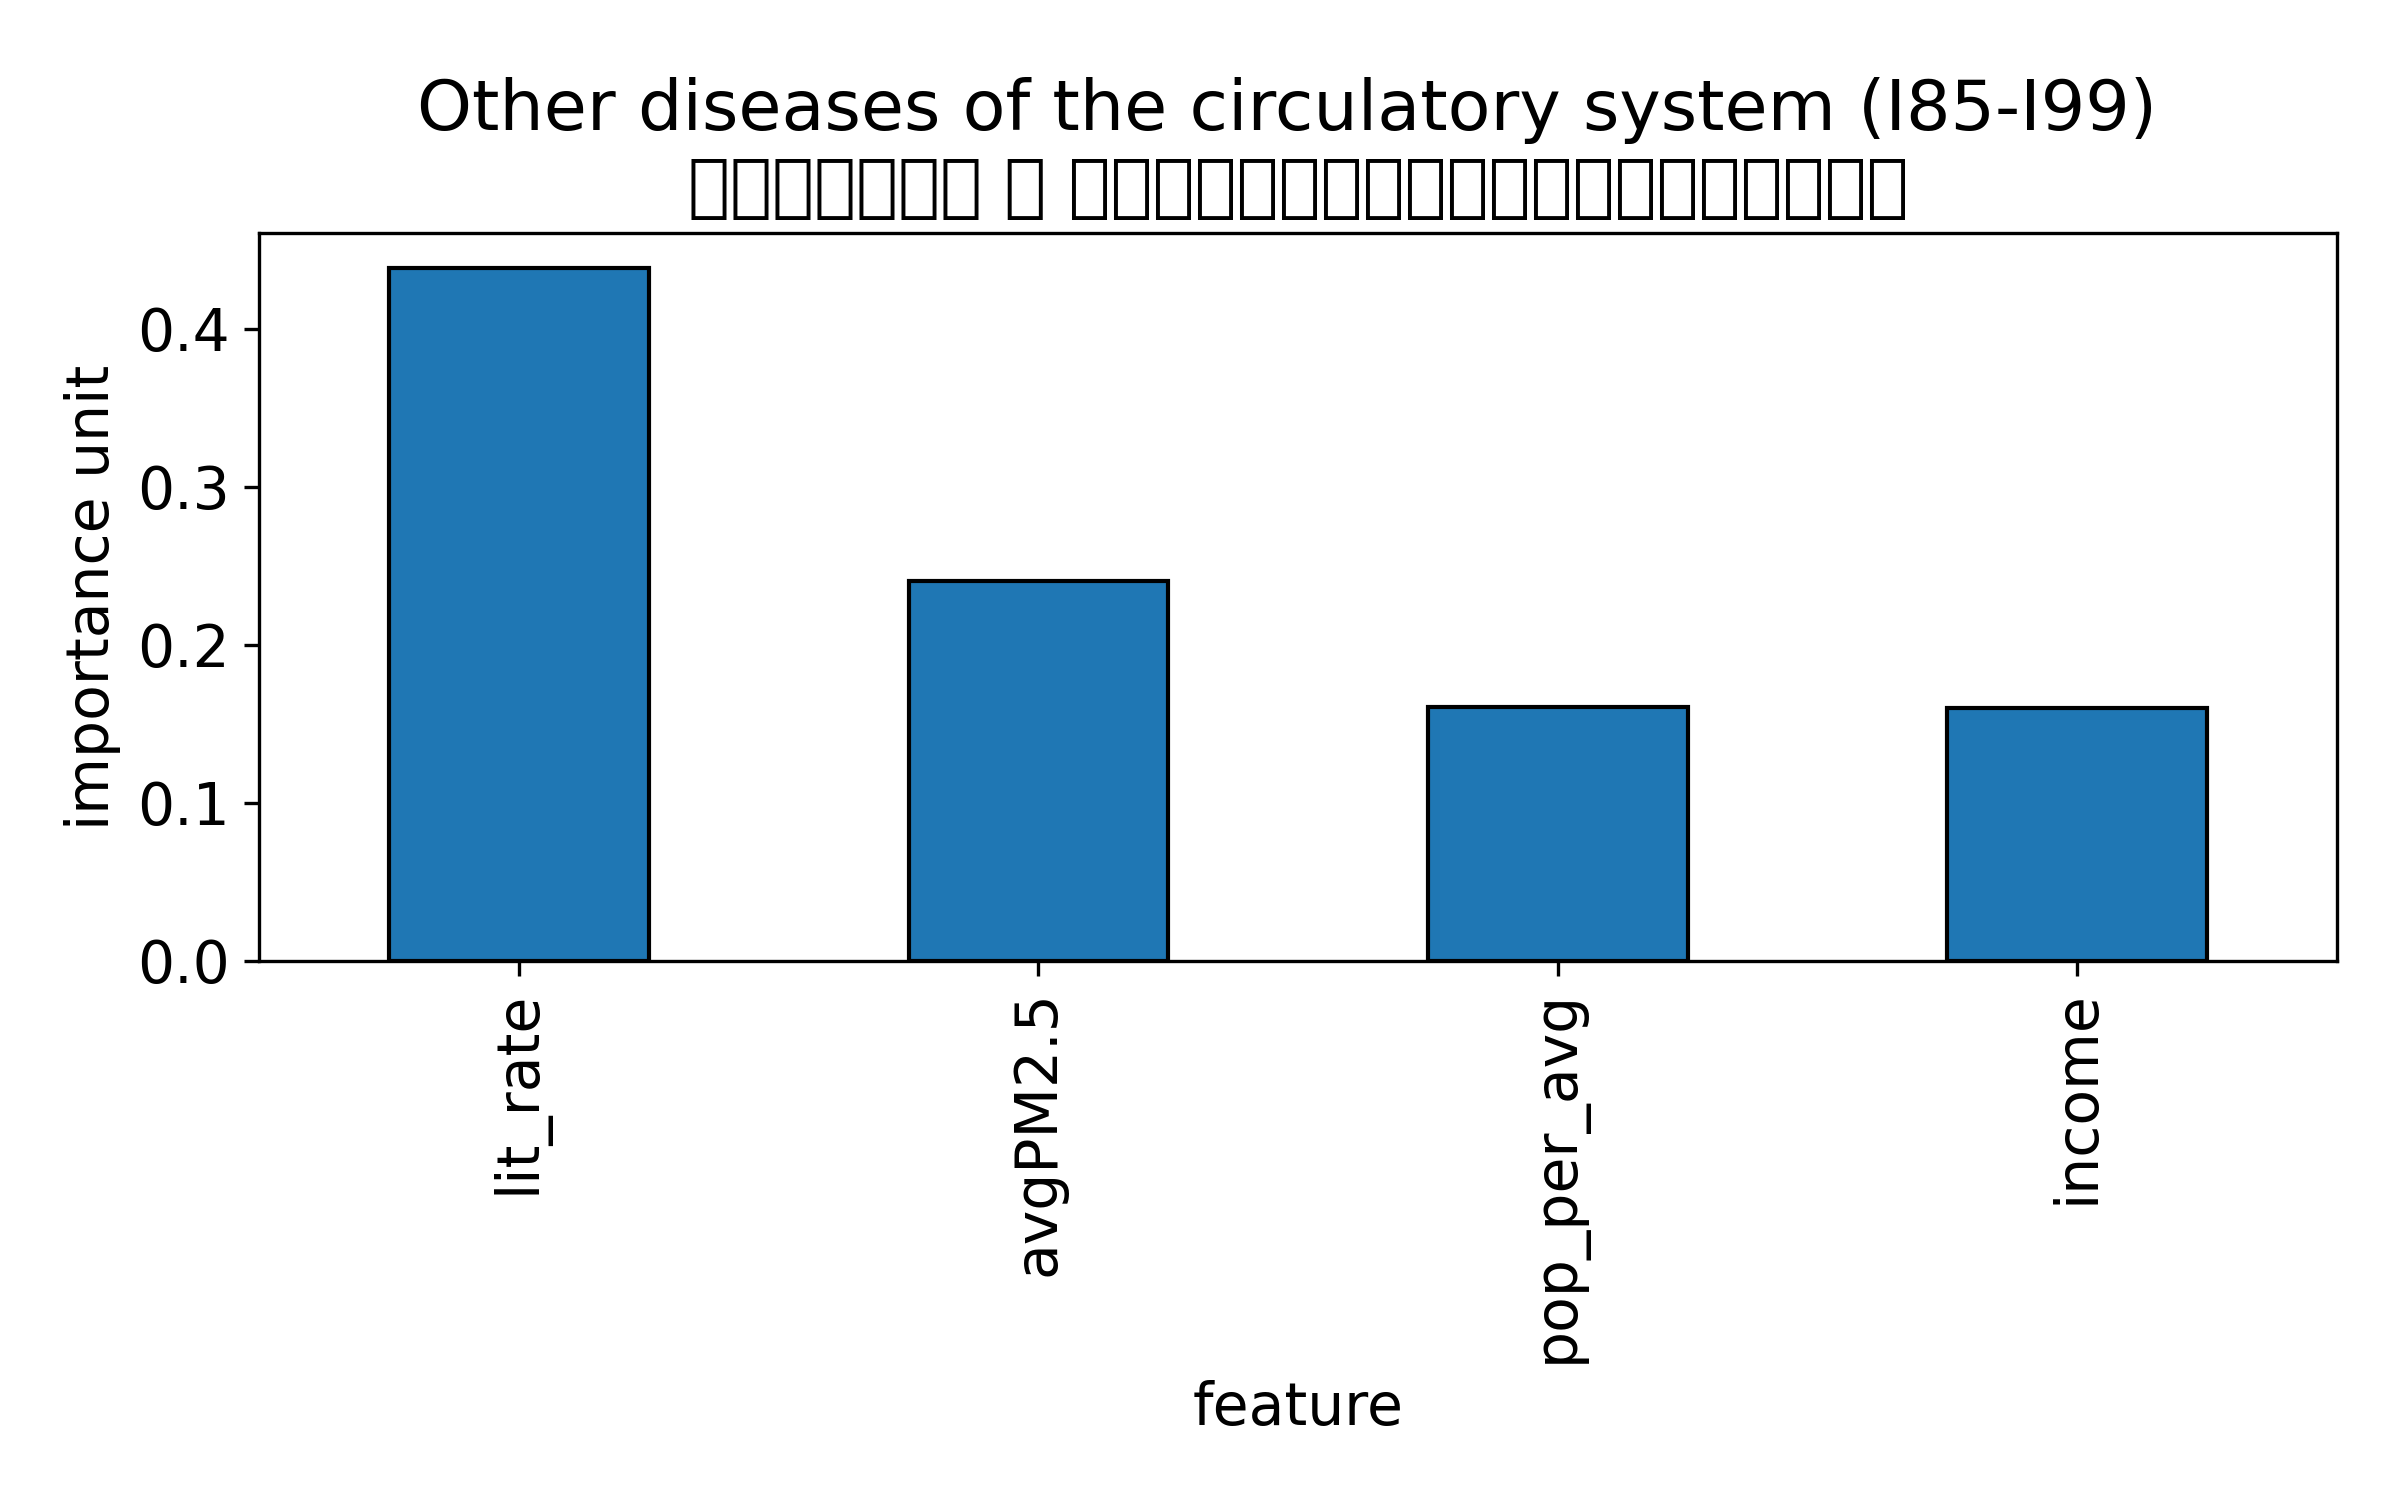 Other diseases of the circulatory system (I85-I99)
importance unit
0.4
0.3
0.2
0.1
0.0
lit_rate
avgPM2.5
pop_per_avg
income
feature